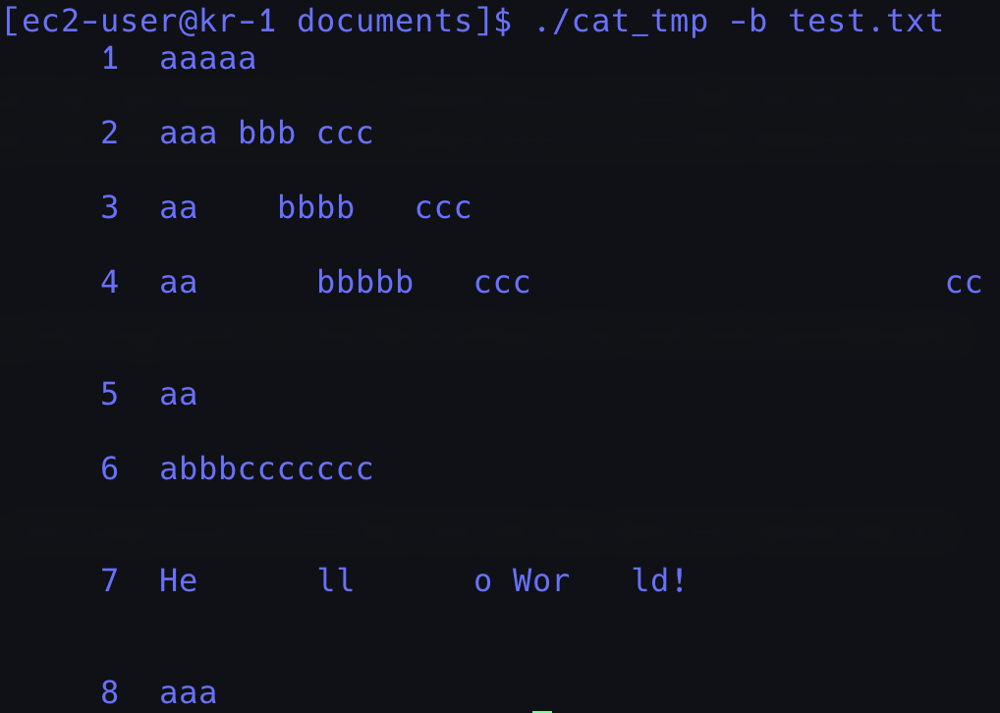 [ec2-user@kr-1 documents]$ ./cat_tmp -b test.txt
     1  aaaaa
     2  aaa bbb ccc
     3  aa    bbbb   ccc
     4  aa      bbbbb   ccc                     cc
     5  aa
     6  abbbccccccc
     7  He      ll      o Wor   ld!
     8  aaa